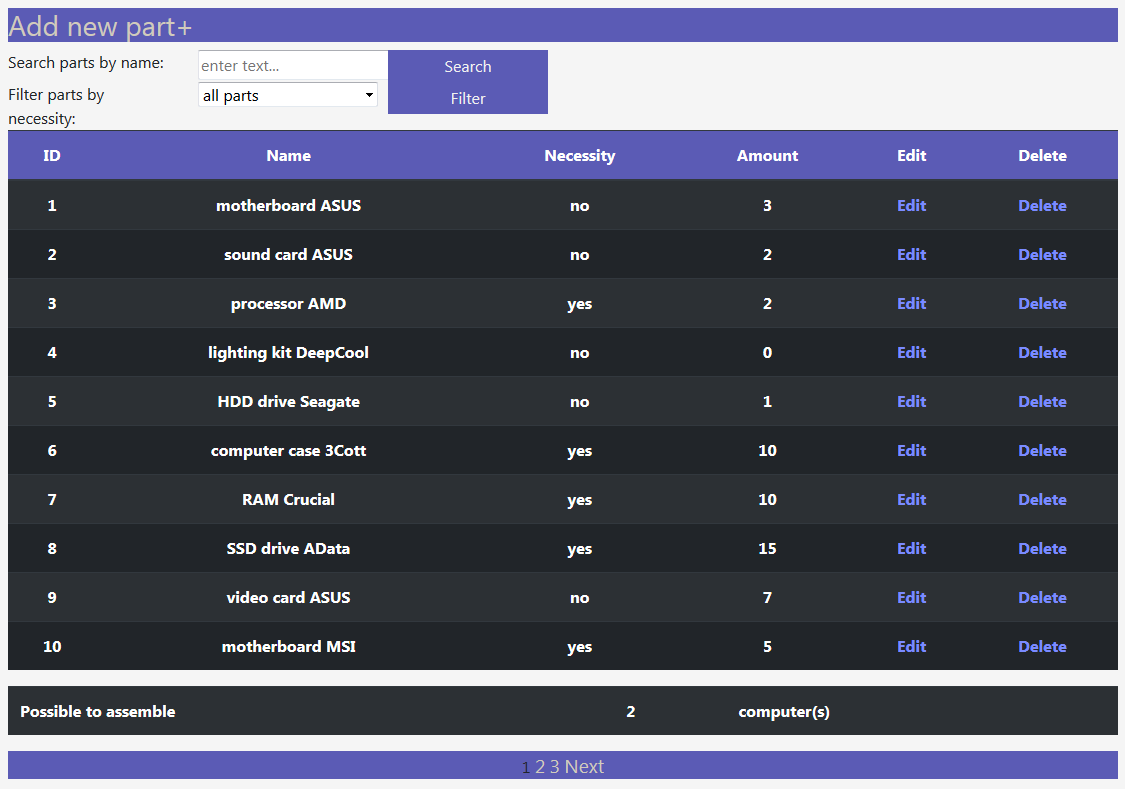 Add new part+
Search parts by name: enter text... Search
Filter parts by necessity: all parts Filter
ID Name Necessity Amount Edit Delete
1 motherboard ASUS no 3 Edit Delete
2 sound card ASUS no 2 Edit Delete
3 processor AMD yes 2 Edit Delete
4 lighting kit DeepCool no 0 Edit Delete
5 HDD drive Seagate no 1 Edit Delete
6 computer case 3Cott yes 10 Edit Delete
7 RAM Crucial yes 10 Edit Delete
8 SSD drive AData yes 15 Edit Delete
9 video card ASUS no 7 Edit Delete
10 motherboard MSI yes 5 Edit Delete
Possible to assemble 2 computer(s)
1 2 3 Next